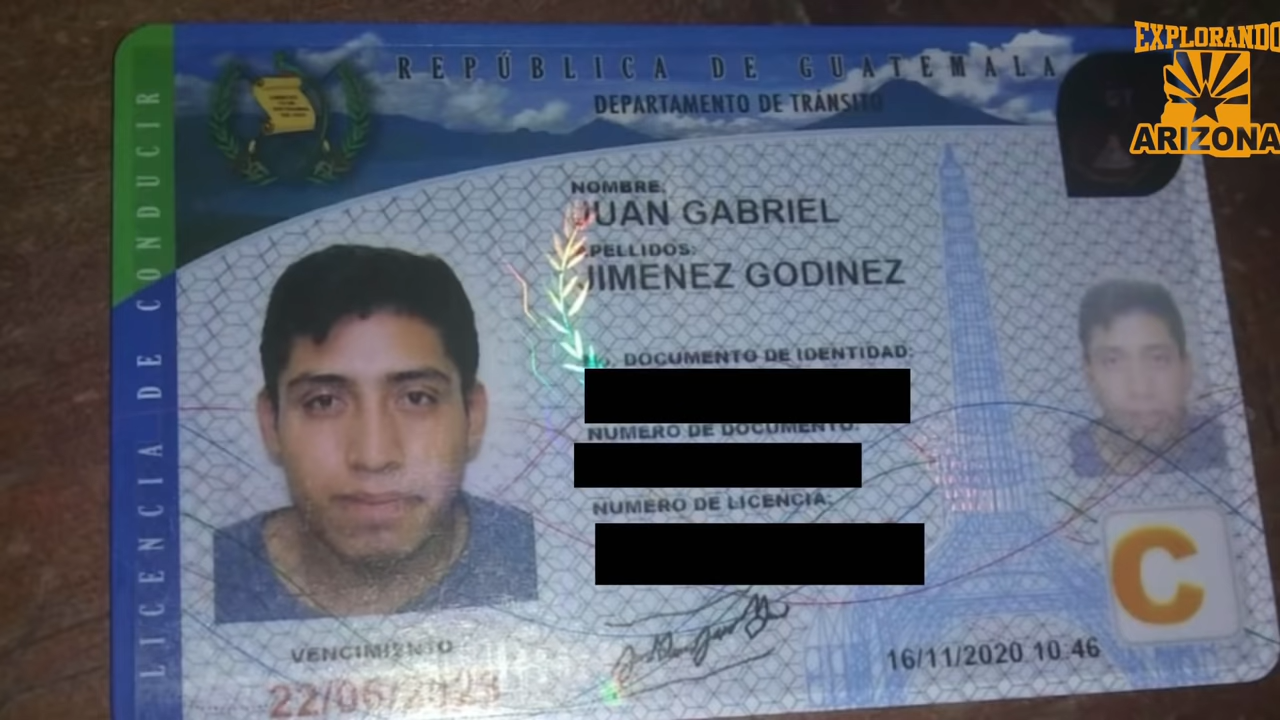 EXPLORANDO
ARIZONA
REPÚBLICA DE GUATEMALA
DEPARTAMENTO DE TRÁNSITO
LICENCIA DE CONDUCIR
NOMBRE:
JUAN GABRIEL
APELLIDOS:
JIMENEZ GODINEZ
DOCUMENTO DE IDENTIDAD:
NUMERO DE DOCUMENTO:
NUMERO DE LICENCIA:
C
VENCIMIENTO
16/11/2020 10:46